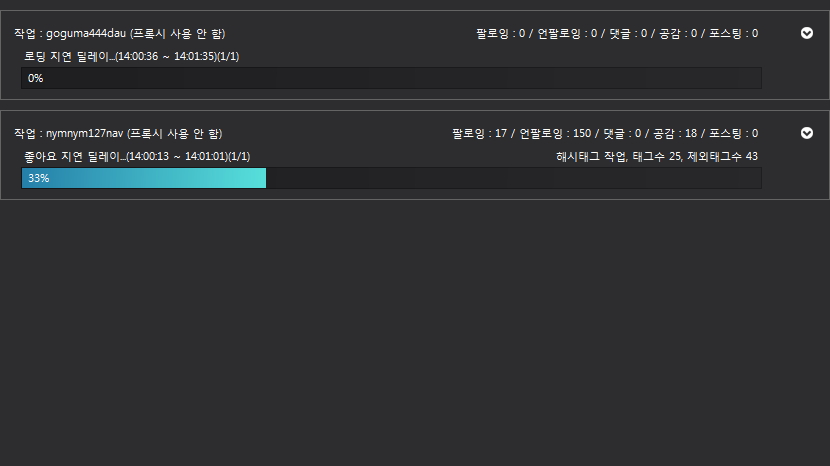 작업 : goguma444dau (프록시 사용 안 함) 팔로잉 : 0 / 언팔로잉 : 0 / 댓글 : 0 / 공감 : 0 / 포스팅 : 0
로딩 지연 딜레이...(14:00:36 ~ 14:01:35)(1/1)
0%
작업 : nymnym127nav (프록시 사용 안 함) 팔로잉 : 17 / 언팔로잉 : 150 / 댓글 : 0 / 공감 : 18 / 포스팅 : 0
좋아요 지연 딜레이...(14:00:13 ~ 14:01:01)(1/1) 해시태그 작업, 태그수 25, 제외태그수 43
33%